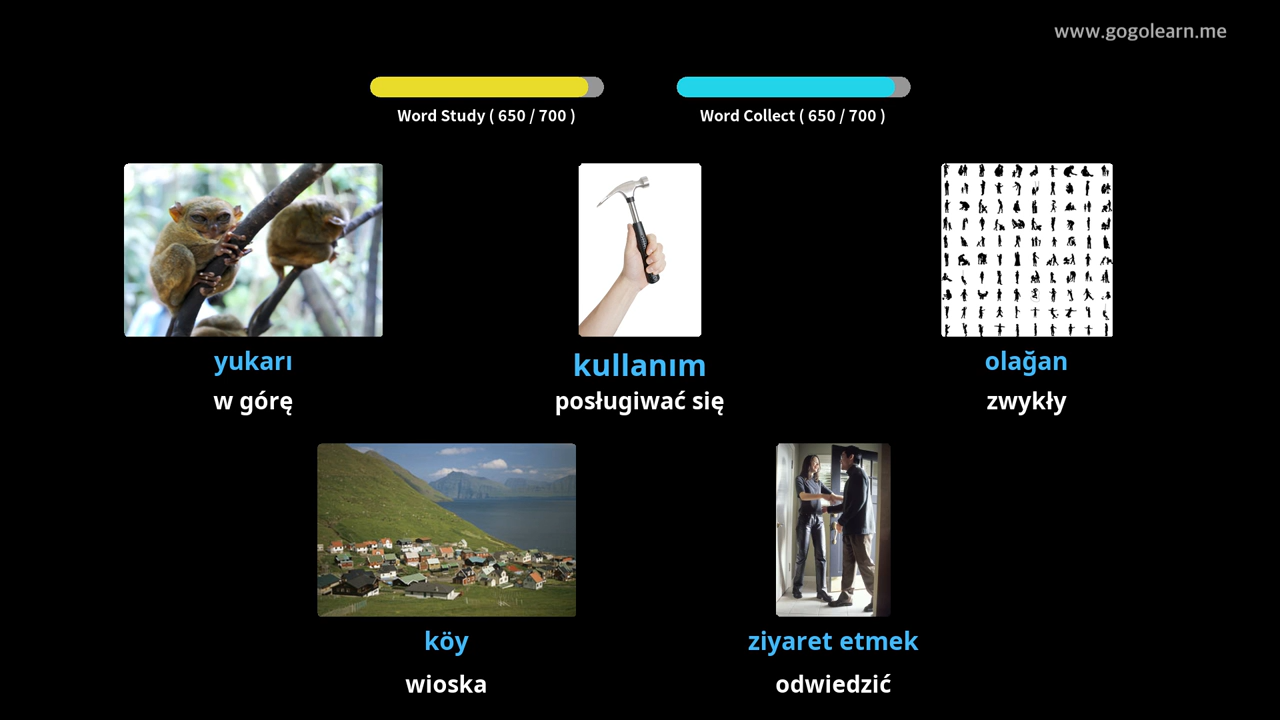 www.gogolearn.me
Word Study ( 650 / 700 )
Word Collect ( 650 / 700 )
yukarı
kullanım
olağan
w górę
posługiwać się
zwykły
köy
ziyaret etmek
wioska
odwiedzić